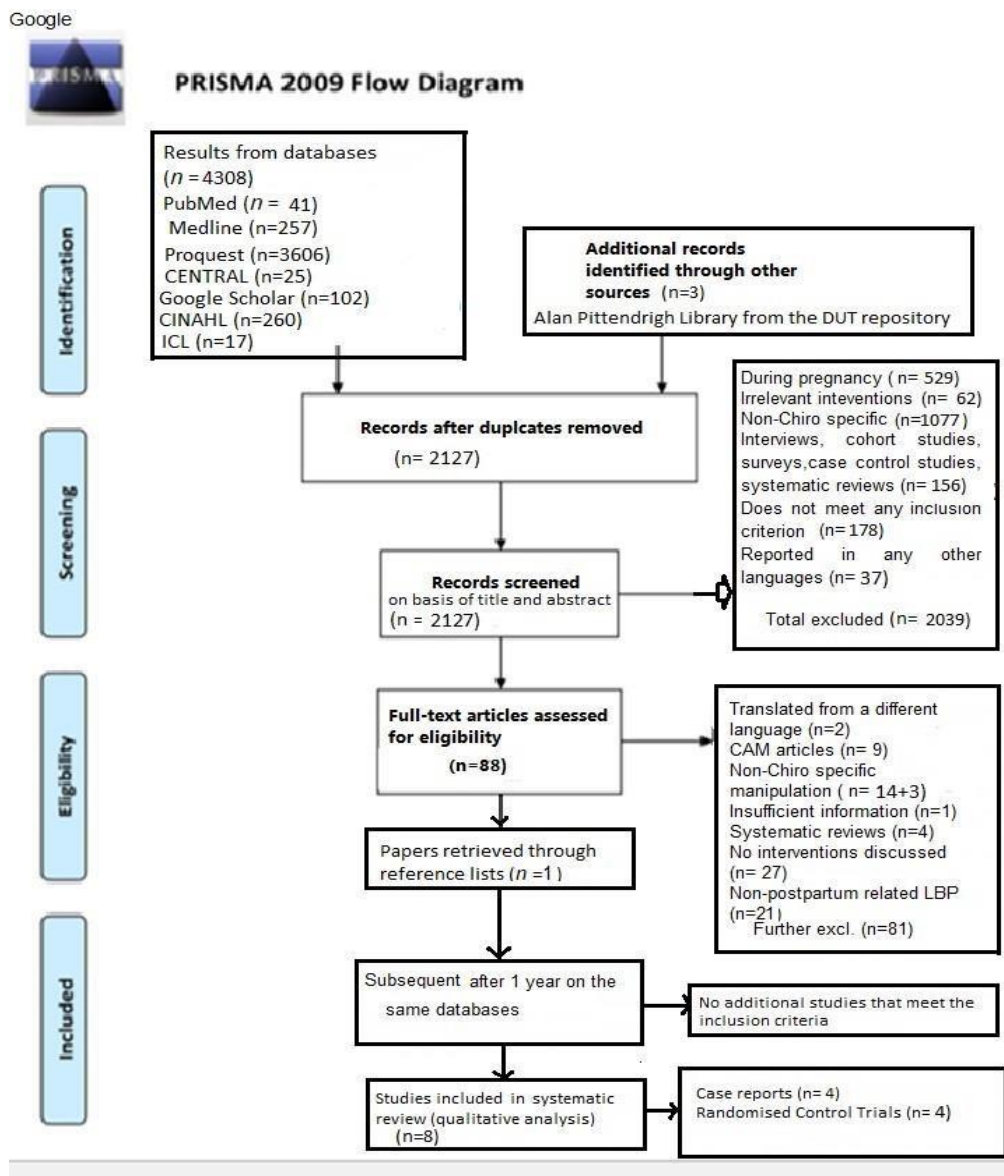 Google
PRISMA
PRISMA 2009 Flow Diagram
Results from databases
(n =4308)
PubMed (n = 41)
Medline (n=257)
Proquest (n=3606)
CENTRAL (n=25)
Google Scholar (n=102)
CINAHL (n=260)
ICL (n=17)
Additional records
identified through other
sources (n=3)
Alan Pittendrigh Library from the DUT repository
Identification
Records after duplcates removed
(n= 2127)
During pregnancy ( n= 529)
Irrelevant inteventions (n= 62)
Non-Chiro specific (n=1077)
Interviews, cohort studies,
surveys,case control studies,
systematic reviews (n= 156)
Does not meet any inclusion
criterion (n=178)
Reported in any other
languages (n= 37)
Total excluded (n= 2039)
Screening
Records screened
on basis of title and abstract
(n = 2127)
Full-text articles assessed
for eligibility
(n=88)
Translated from a different
language (n=2)
CAM articles (n= 9)
Non-Chiro specific
manipulation ( n= 14+3)
Insufficient information (n=1)
Systematic reviews (n=4)
No interventions discussed
(n= 27)
Non-postpartum related LBP
(n=21)
Further excl. (n=81)
Eligibility
Papers retrieved through
reference lists (n =1 )
Subsequent after 1 year on the
same databases
No additional studies that meet the
inclusion criteria
Included
Studies included in systematic
review (qualitative analysis)
(n=8)
Case reports (n= 4)
Randomised Control Trials (n= 4)